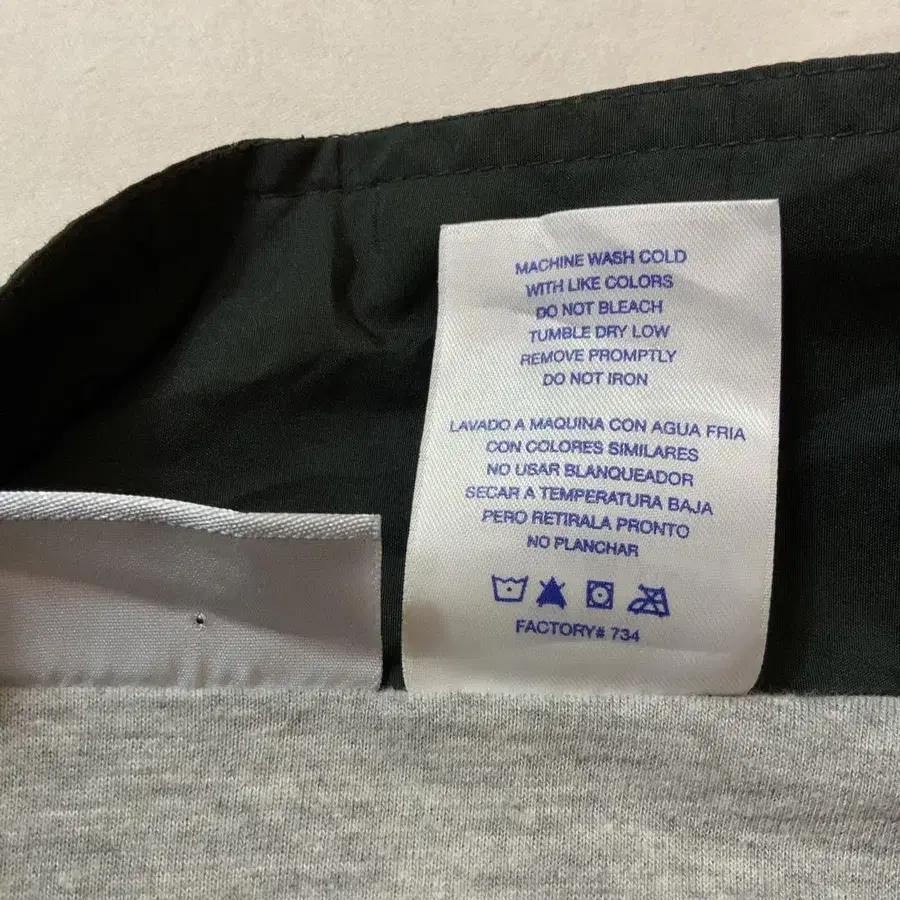 MACHINE WASH COLD
WITH LIKE COLORS
DO NOT BLEACH
TUMBLE DRY LOW
REMOVE PROMPTLY
DO NOT IRON
LAVADO A MAQUINA CON AGUA FRIA
CON COLORES SIMILARES
NO USAR BLANQUEADOR
SECAR A TEMPERATURA BAJA
PERO RETIRALA PRONTO
NO PLANCHAR
FACTORY# 734